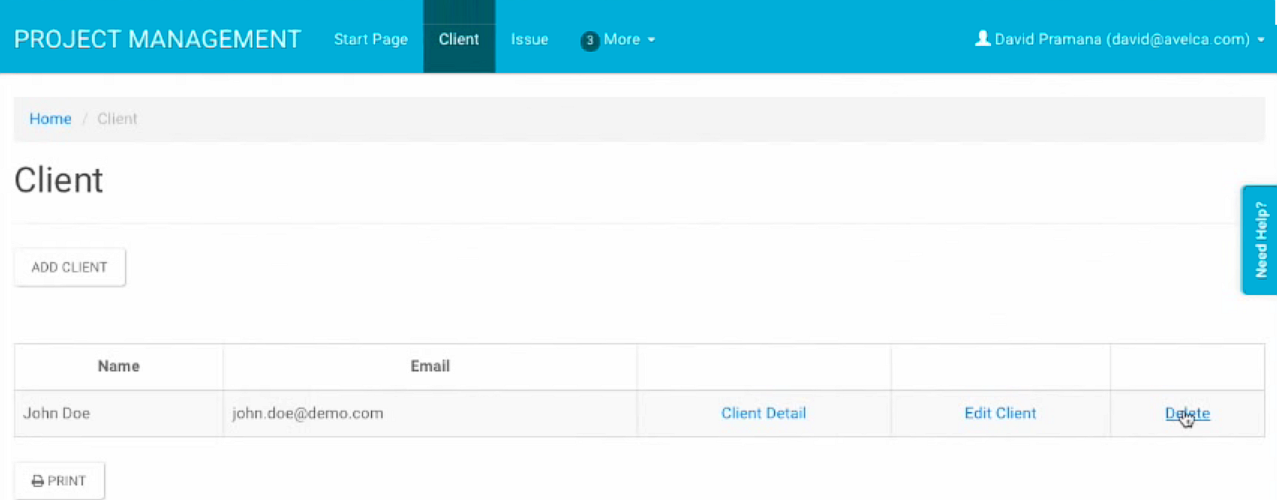 PROJECT MANAGEMENT Start Page Client Issue 3 More David Pramana (david@avelca.com)
Home / Client
Client
Need Help?
ADD CLIENT
Name Email
John Doe john.doe@demo.com Client Detail Edit Client Delete
PRINT